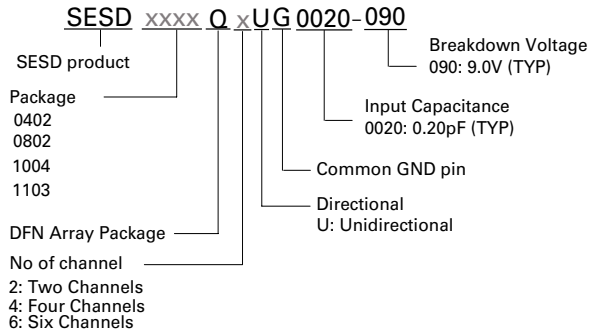 SESD xxxx Q x U G 0020-090
Breakdown Voltage
090: 9.0V (TYP)
SESD product
Package
0402
0802
1004
1103
Input Capacitance
0020: 0.20pF (TYP)
Common GND pin
Directional
U: Unidirectional
DFN Array Package
No of channel
2: Two Channels
4: Four Channels
6: Six Channels